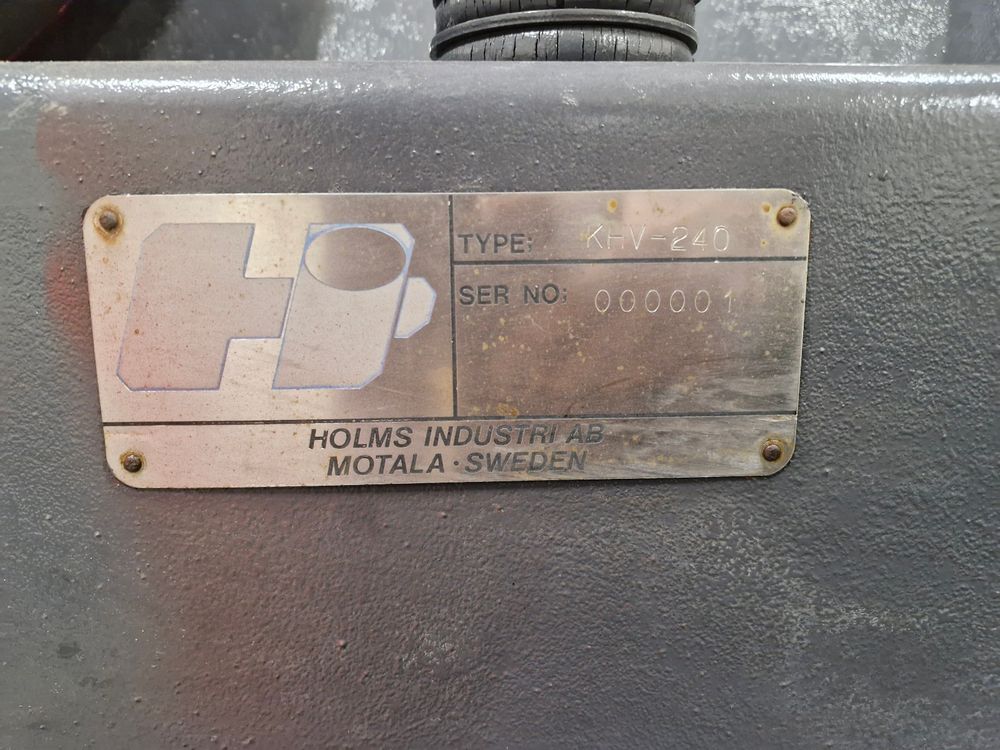 TYPE: KHV-240
SER NO: 000001
HOLMS INDUSTRI AB
MOTALA · SWEDEN